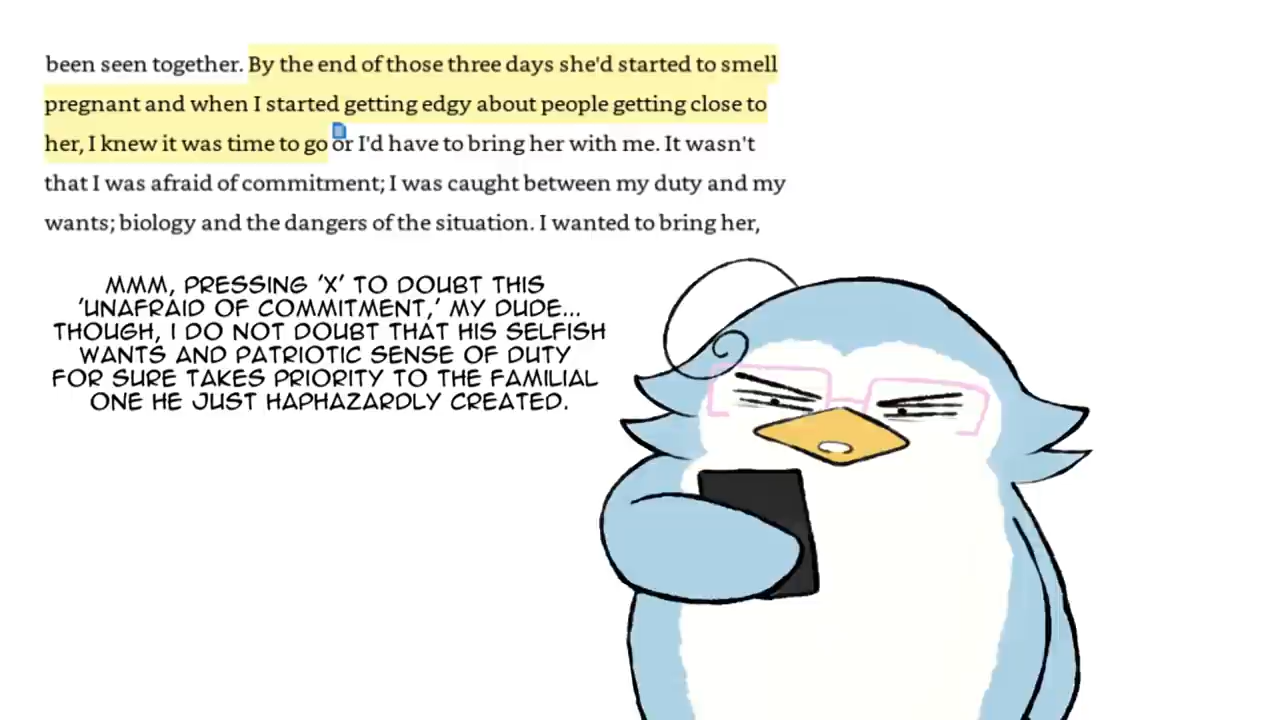 been seen together. By the end of those three days she'd started to smell
pregnant and when I started getting edgy about people getting close to
her, I knew it was time to go or I'd have to bring her with me. It wasn't
that I was afraid of commitment; I was caught between my duty and my
wants; biology and the dangers of the situation. I wanted to bring her,
MMM, PRESSING 'X' TO DOUBT THIS
'UNAFRAID OF COMMITMENT,' MY DUDE...
THOUGH, I DO NOT DOUBT THAT HIS SELFISH
WANTS AND PATRIOTIC SENSE OF DUTY
FOR SURE TAKES PRIORITY TO THE FAMILIAL
ONE HE JUST HAPHAZARDLY CREATED.